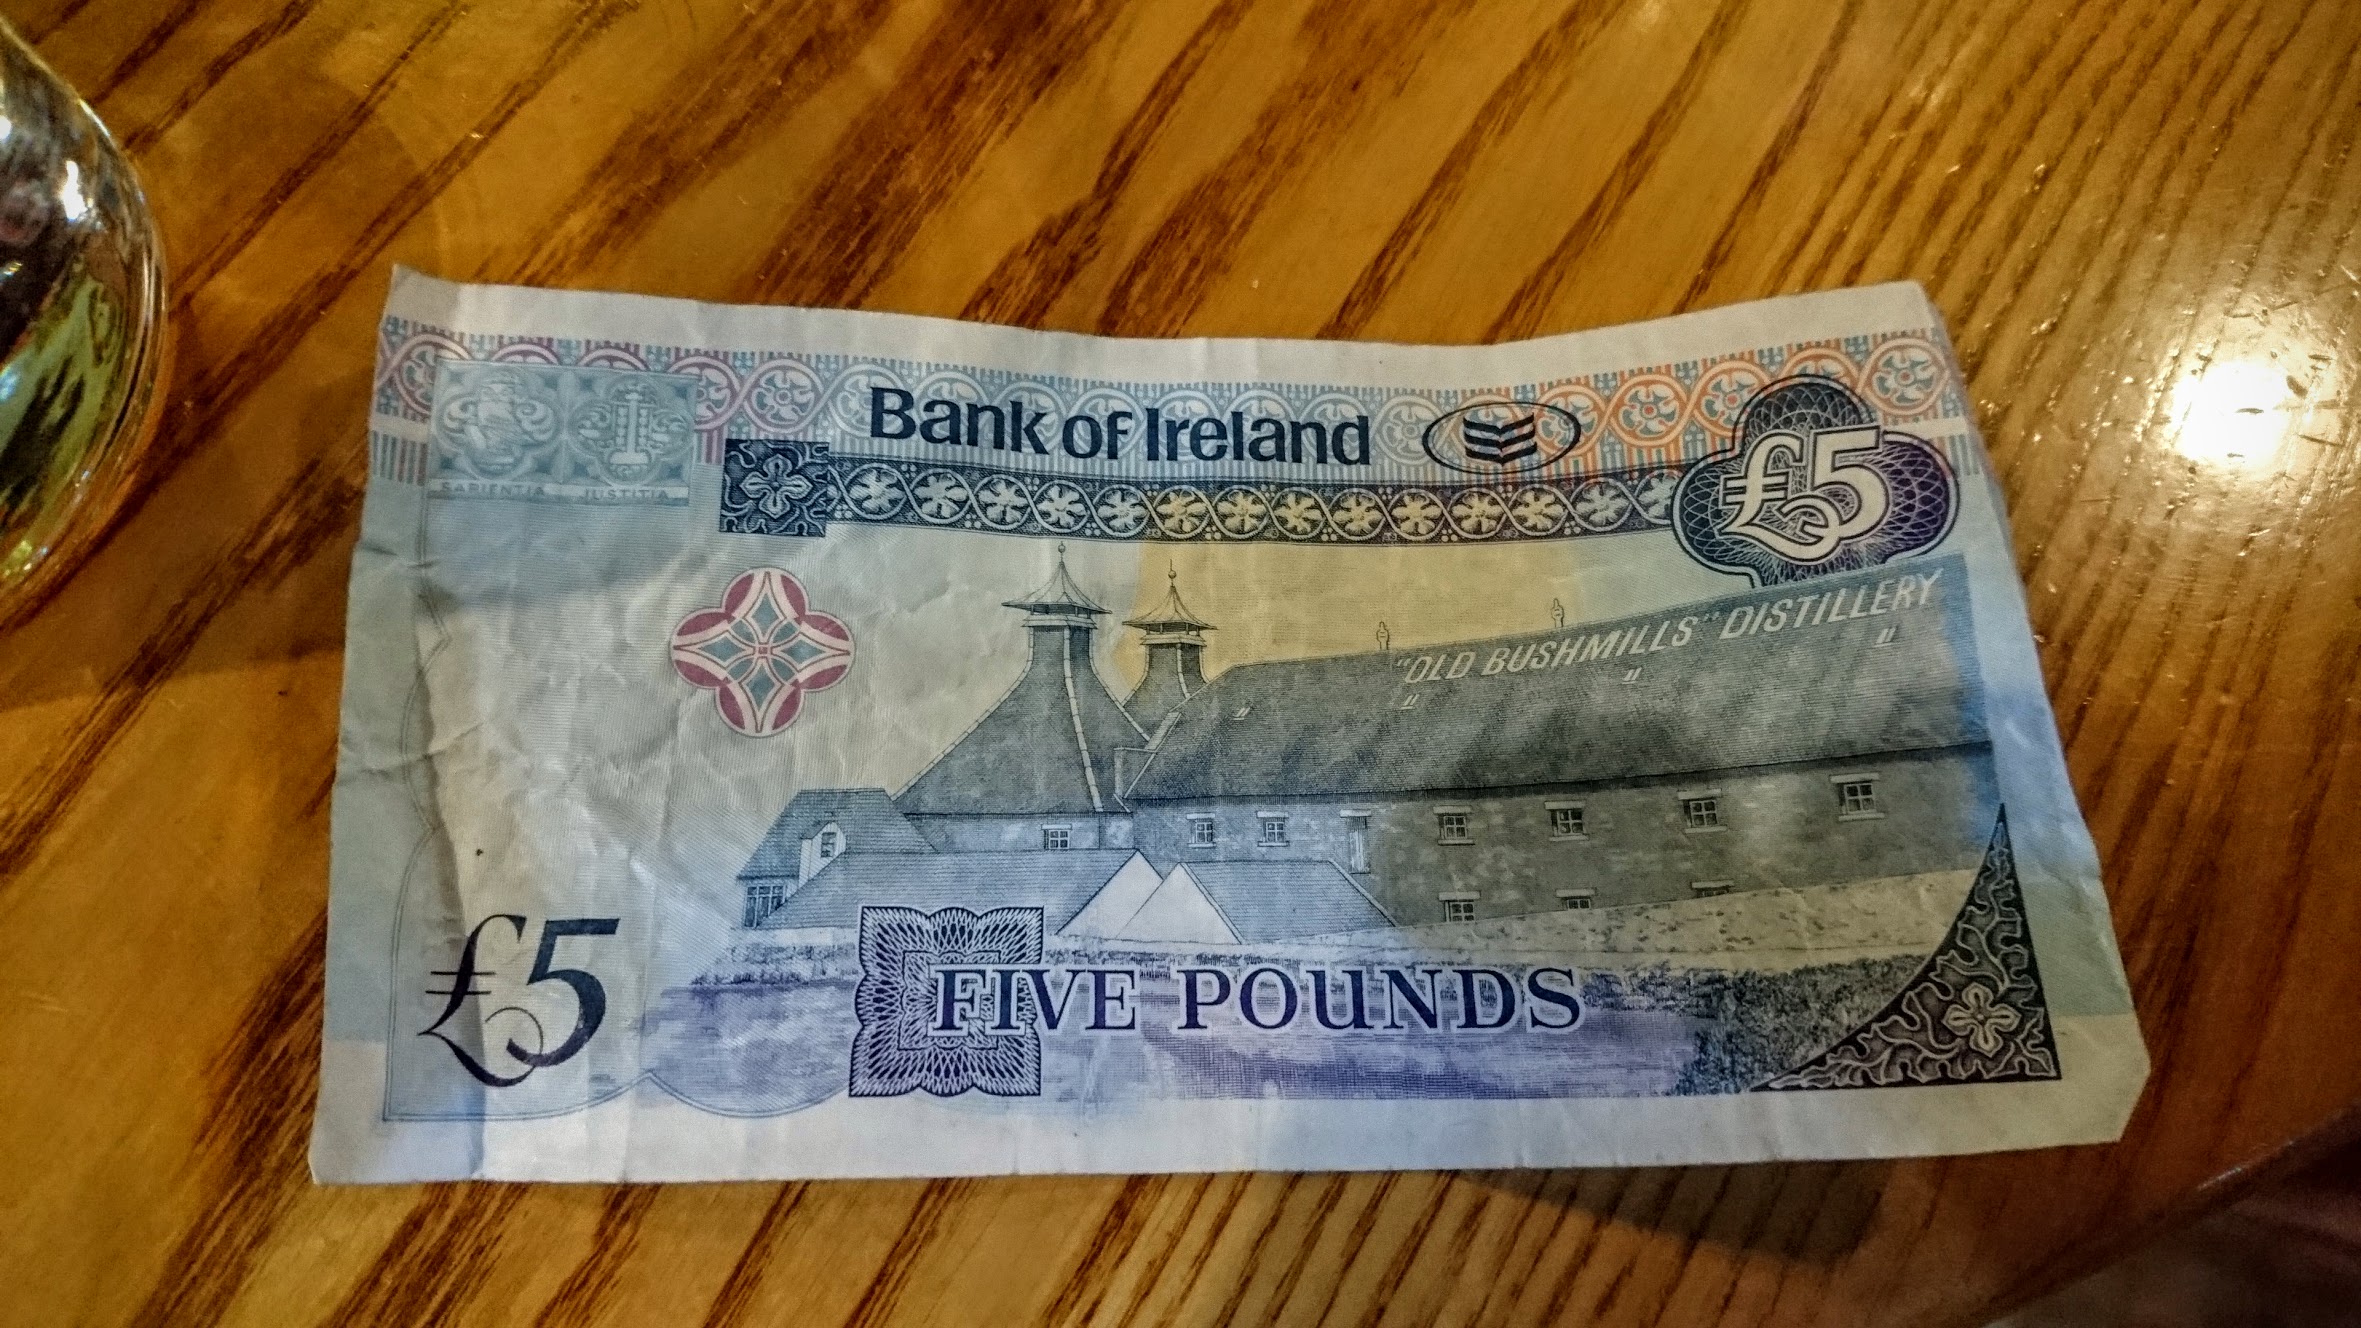 Bank of Ireland
£5
SAPIENTIA JUSTITIA
"OLD BUSHMILLS" DISTILLERY
£5
FIVE POUNDS